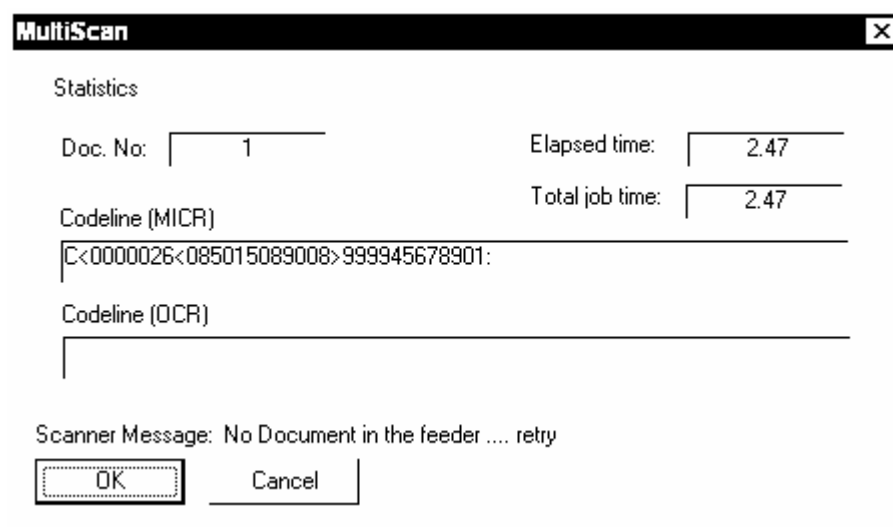 MultiScan
Statistics
Doc. No: 1
Elapsed time: 2.47
Total job time: 2.47
Codeline (MICR)
C<0000026<085015089008>999945678901:
Codeline (OCR)
Scanner Message: No Document in the feeder .... retry
OK Cancel